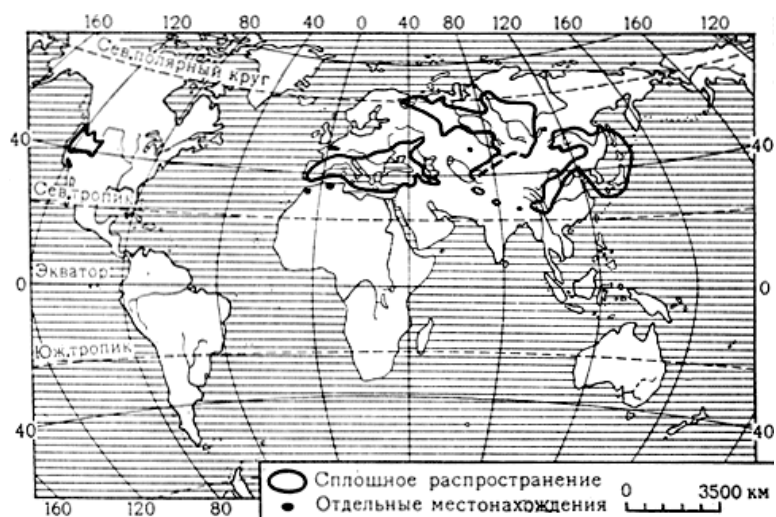 160 120 80 40 0 40 80 120 160 160 120
Сев.полярный круг
40 40
Сев.тропик
Экватор
0 0
Юж.тропик
40 40
160 120 80
Сплошное распространение
Отдельные местонахождения
0 3500 км